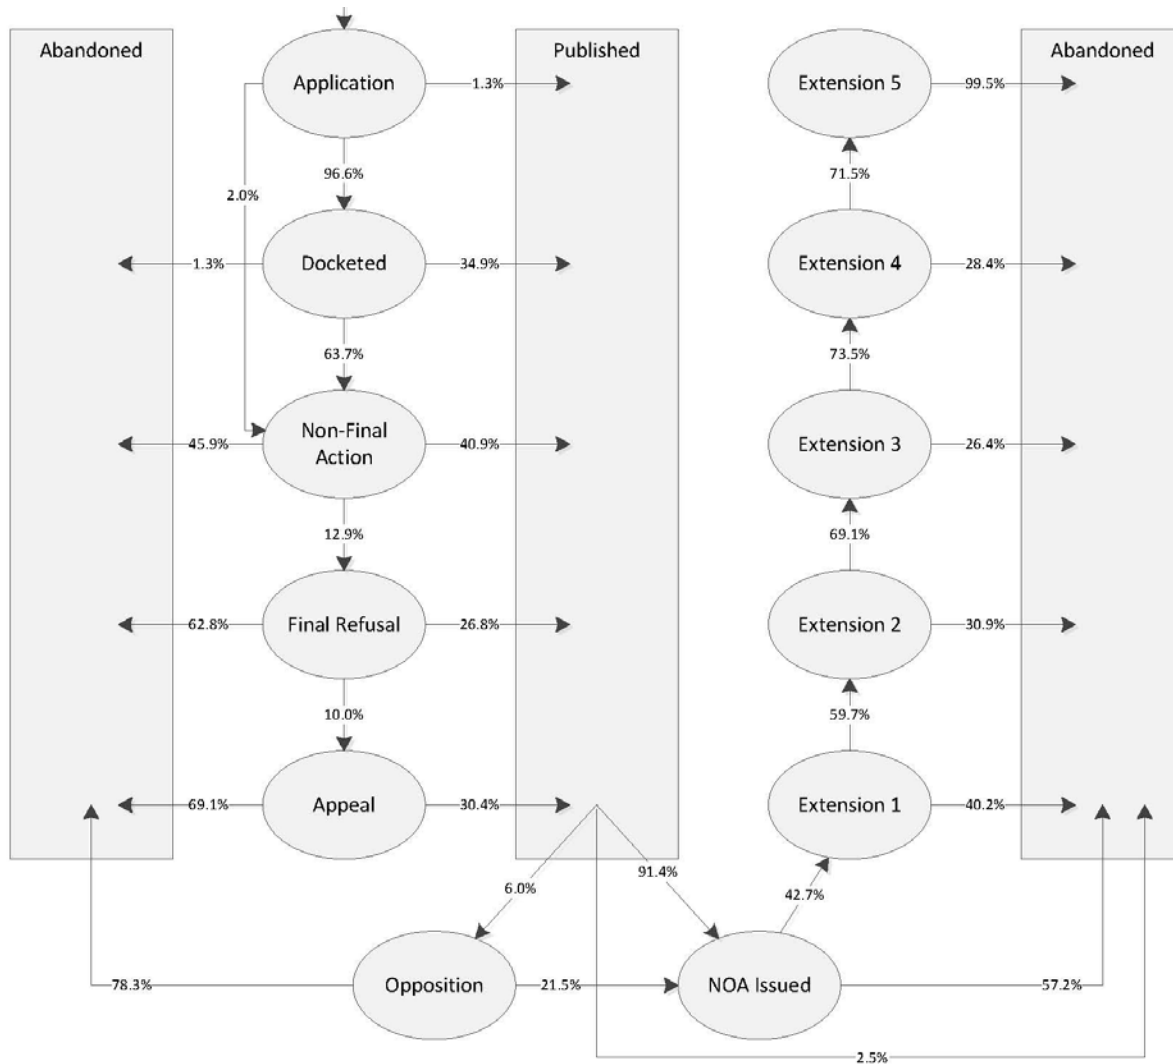 Abandoned
Published
Abandoned
Application
1.3%
Extension 5
99.5%
96.6%
71.5%
2.0%
1.3%
Docketed
34.9%
Extension 4
28.4%
63.7%
73.5%
45.9%
Non-Final
Action
40.9%
Extension 3
26.4%
12.9%
69.1%
62.8%
Final Refusal
26.8%
Extension 2
30.9%
10.0%
59.7%
69.1%
Appeal
30.4%
Extension 1
40.2%
6.0%
91.4%
42.7%
78.3%
Opposition
21.5%
NOA Issued
57.2%
2.5%